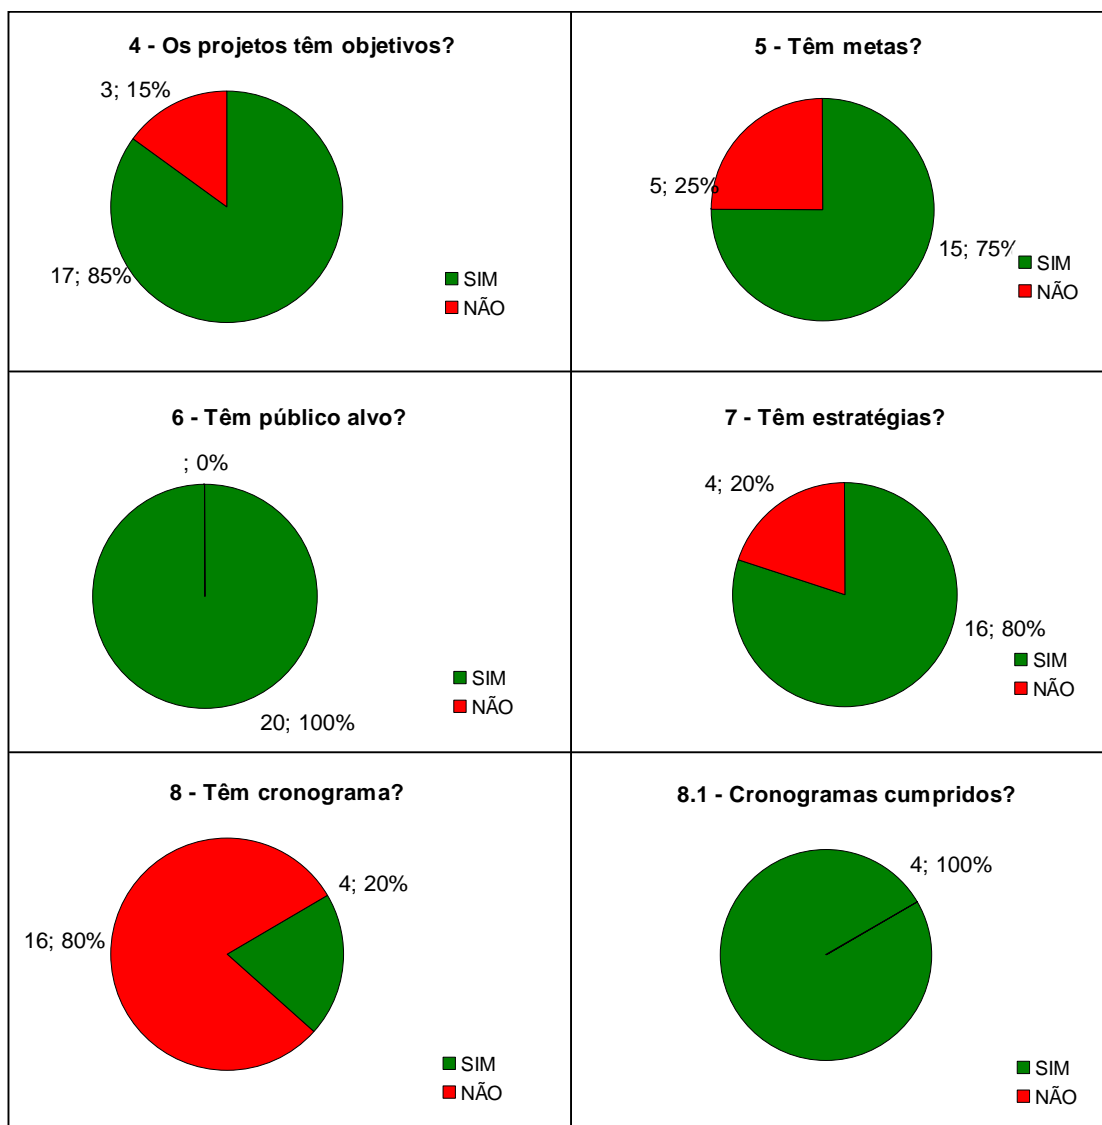 4 - Os projetos têm objetivos?
3; 15%
17; 85%
SIM
NÃO
5 - Têm metas?
5; 25%
15; 75%
SIM
NÃO
6 - Têm público alvo?
; 0%
SIM
NÃO
20; 100%
7 - Têm estratégias?
4; 20%
16; 80%
SIM
NÃO
8 - Têm cronograma?
4; 20%
16; 80%
SIM
NÃO
8.1 - Cronogramas cumpridos?
4; 100%
SIM
NÃO